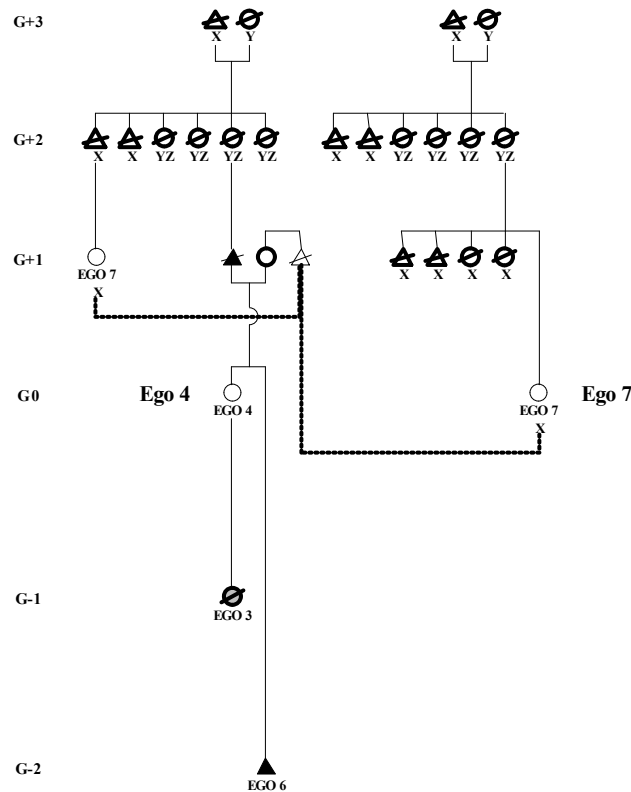 G+3
X Y X Y
G+2
X X YZ YZ YZ YZ X X YZ YZ YZ YZ
G+1
EGO 7 X X X X
X
G0 Ego 4 EGO 4 EGO 7 Ego 7
X
G-1
EGO 3
G-2
EGO 6